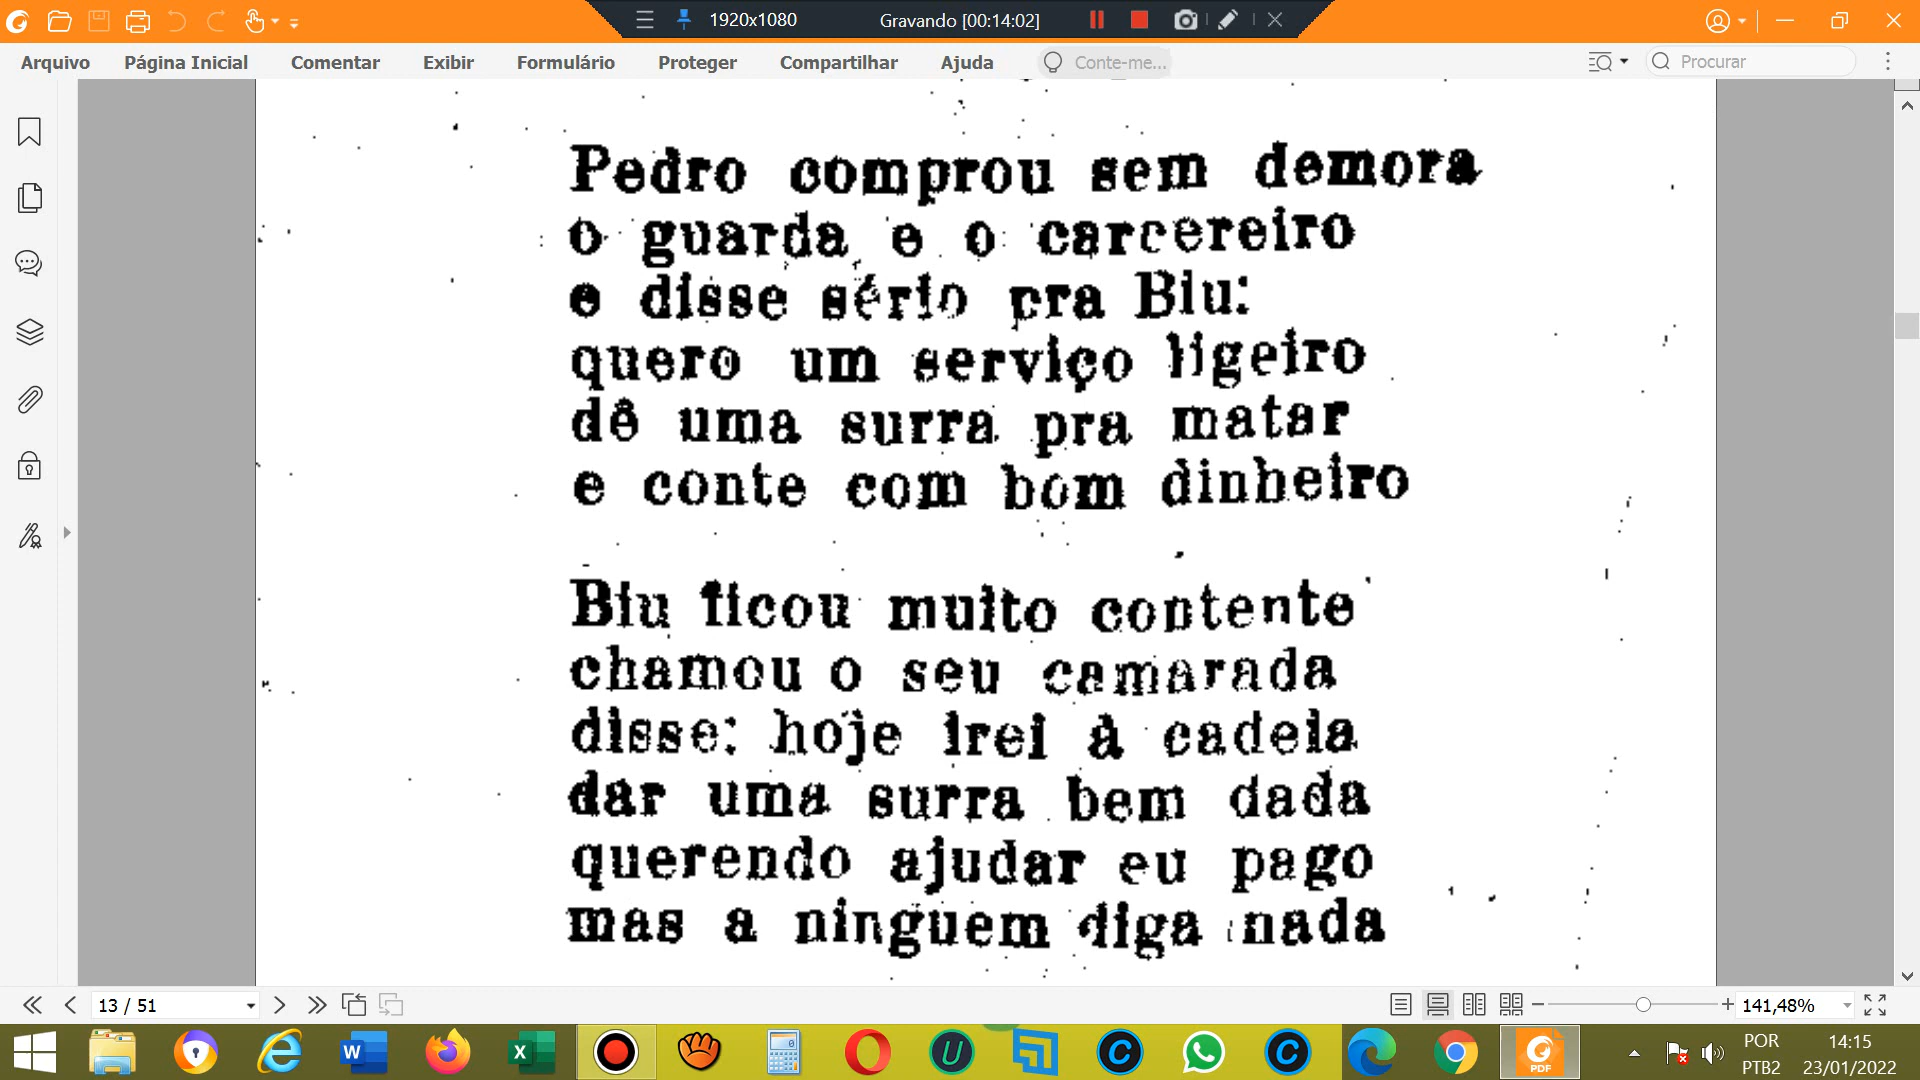 1920x1080
Gravando [00:14:02]
Arquivo
Página Inicial
Comentar
Exibir
Formulário
Proteger
Compartilhar
Ajuda
Conte-me...
Procurar
Pedro comprou sem demora
o guarda e o carcereiro
e disse sério pra Biu:
quero um serviço ligeiro
dê uma surra pra matar
e conte com bom dinheiro
Biu ficou muito contente
chamou o seu camarada
disse: hoje irei à cadeia
dar uma surra bem dada
querendo ajudar eu pago
mas a ninguem diga nada
13 / 51
141,48%
POR
PTB2
14:15
23/01/2022
PDF